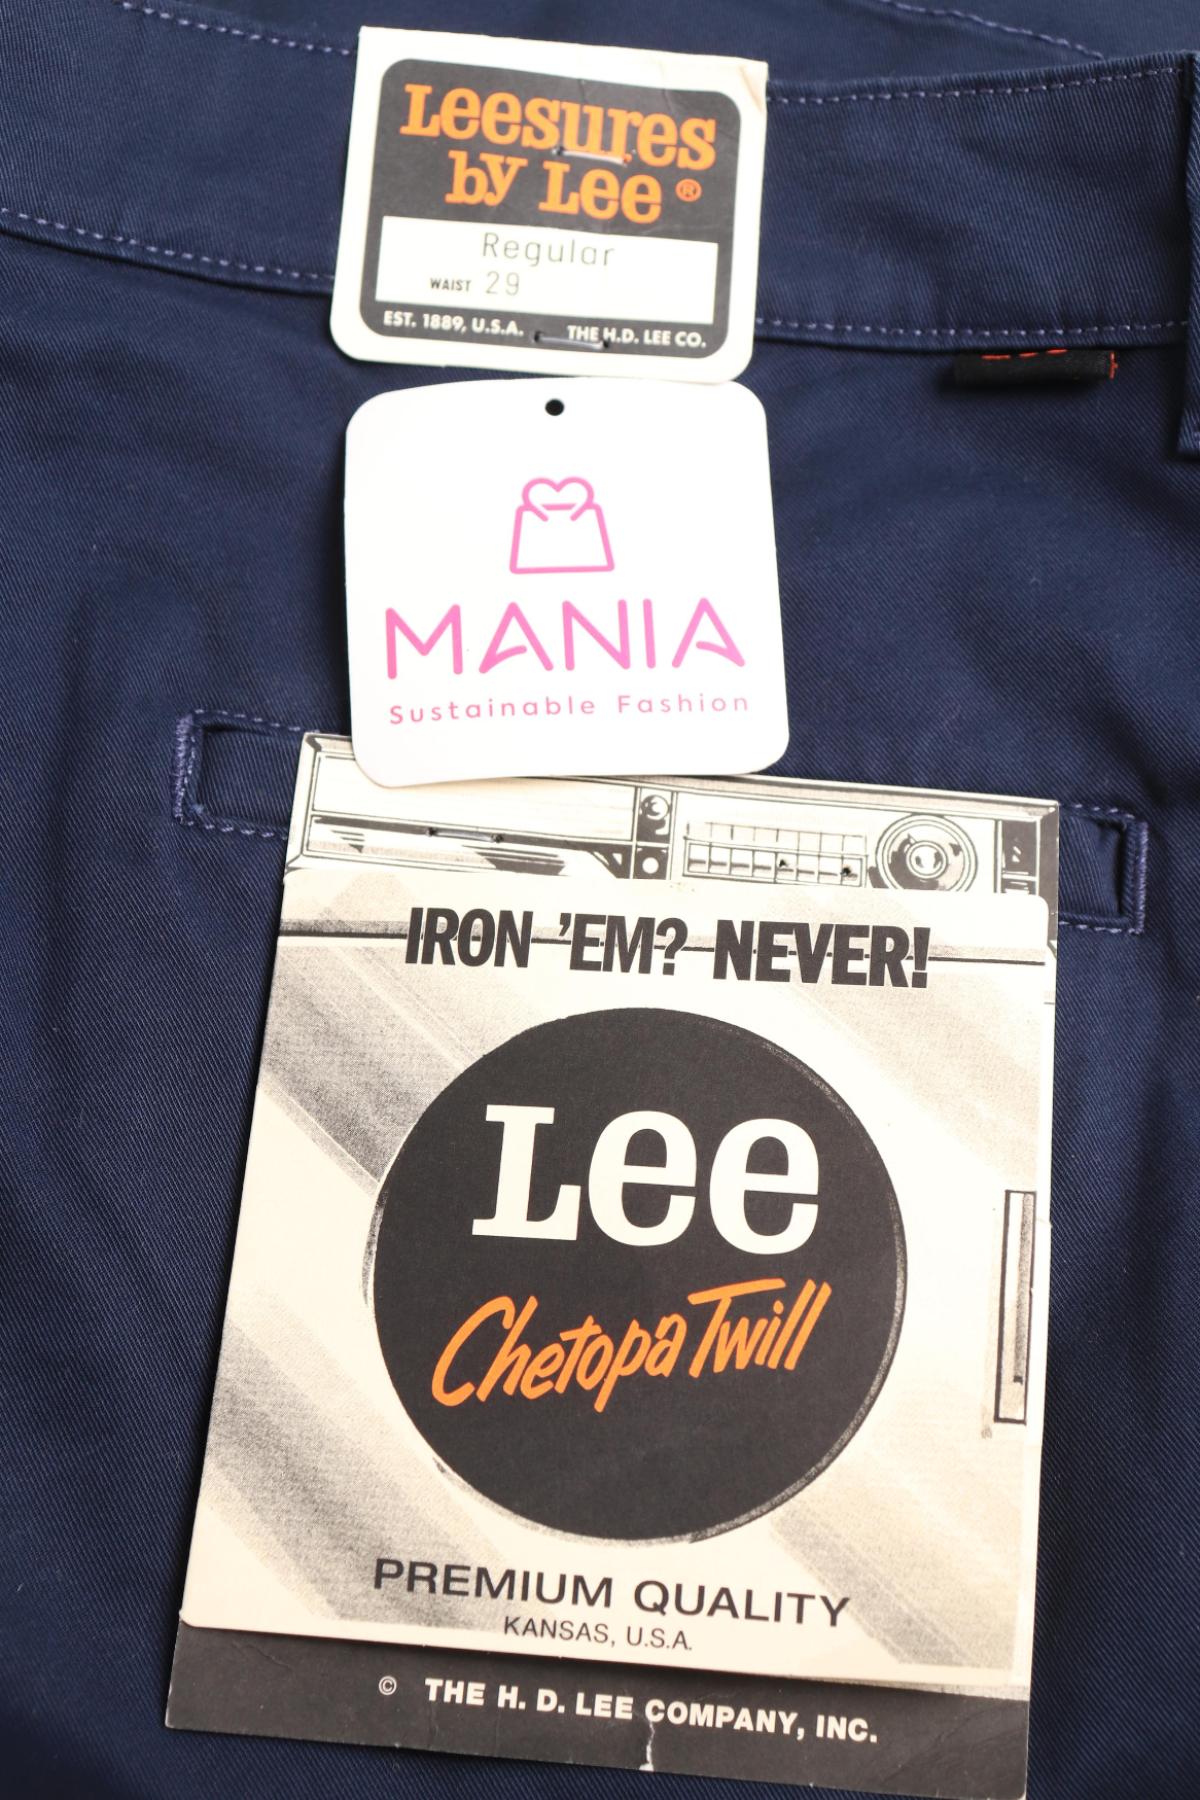 Leesures
by Lee ®
Regular
WAIST 29
EST. 1889, U.S.A. THE H.D. LEE CO.
MANIA
Sustainable Fashion
IRON 'EM? NEVER!
Lee
Chetopa Twill
PREMIUM QUALITY
KANSAS, U.S.A.
© THE H. D. LEE COMPANY, INC.